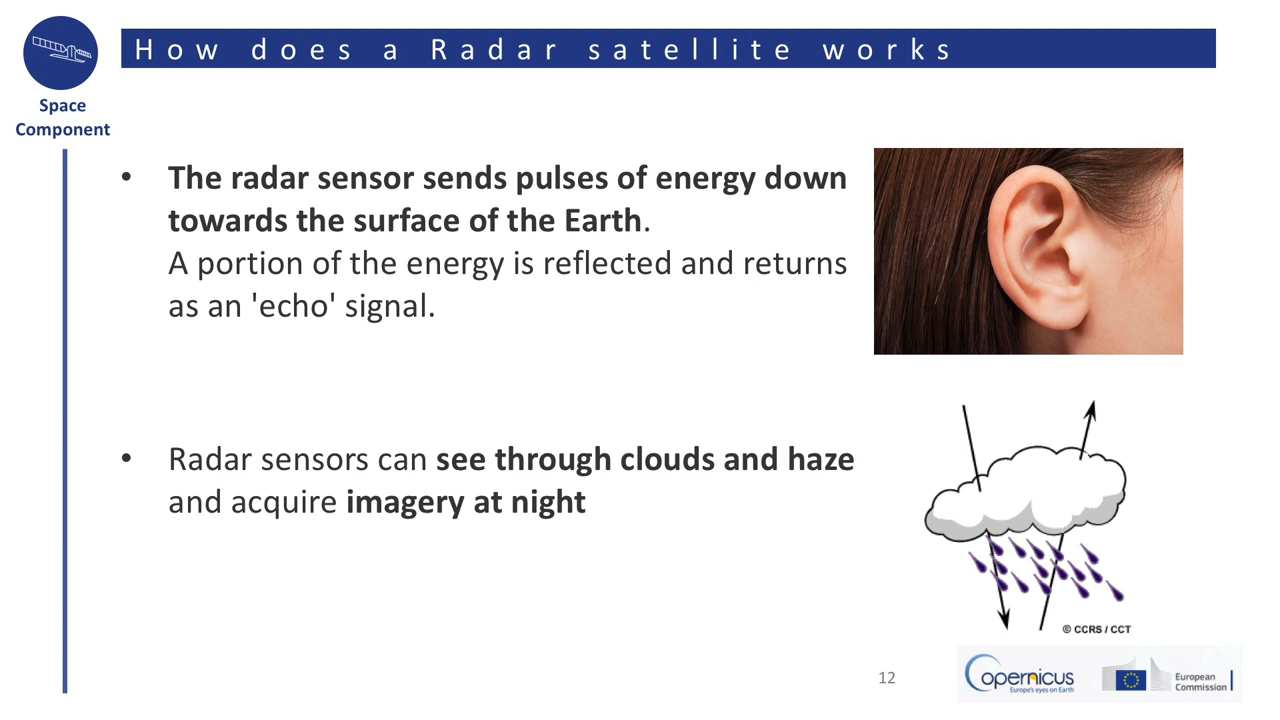 How does a Radar satellite works
Space
Component
• The radar sensor sends pulses of energy down
towards the surface of the Earth.
A portion of the energy is reflected and returns
as an 'echo' signal.
• Radar sensors can see through clouds and haze
and acquire imagery at night
© CCRS / CCT
12
Copernicus
Europe's eyes on Earth
European
Commission